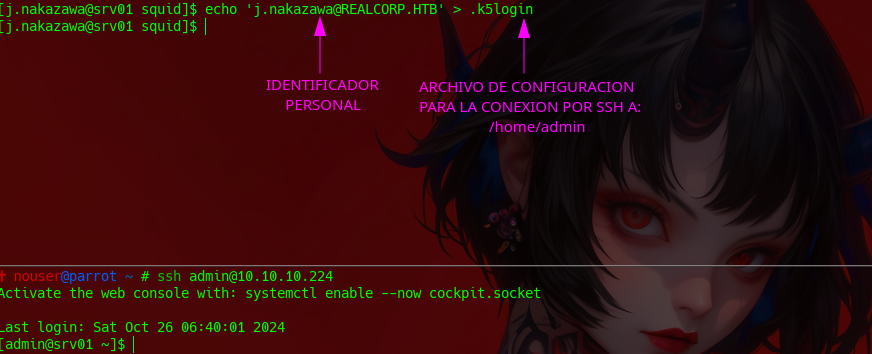 [j.nakazawa@srv01 squid]$ echo 'j.nakazawa@REALCORP.HTB' > .k5login
[j.nakazawa@srv01 squid]$
IDENTIFICADOR
PERSONAL
ARCHIVO DE CONFIGURACION
PARA LA CONEXION POR SSH A:
/home/admin
† nouser@parrot ~ # ssh admin@10.10.10.224
Activate the web console with: systemctl enable --now cockpit.socket
Last login: Sat Oct 26 06:40:01 2024
[admin@srv01 ~]$